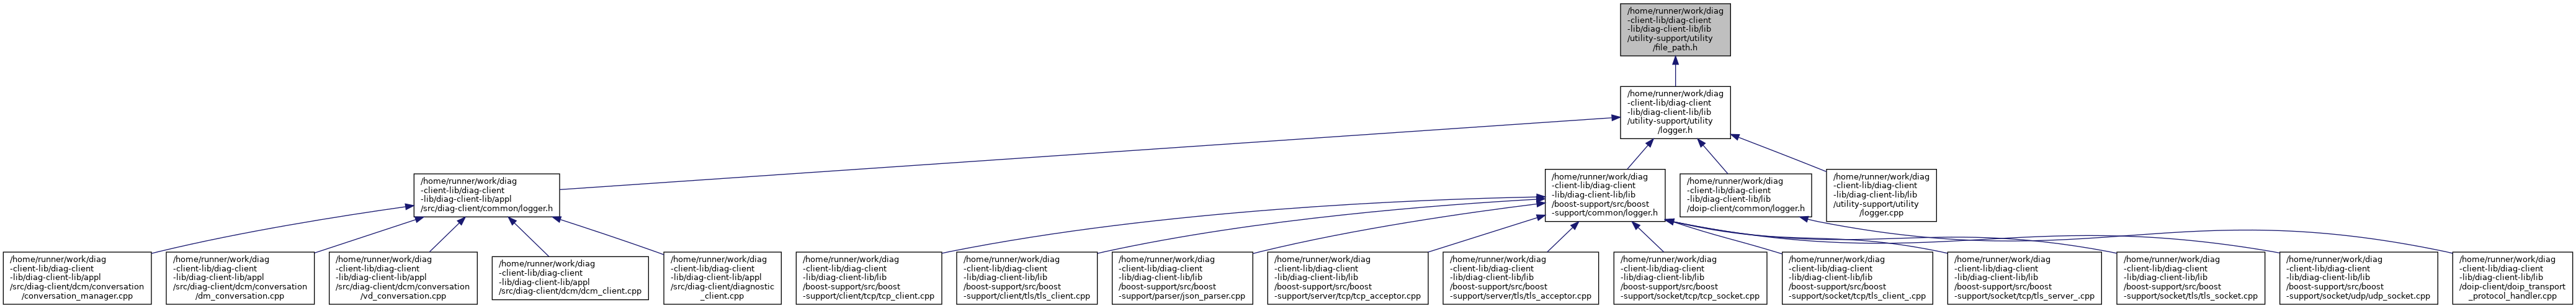 /home/runner/work/diag
-client-lib/diag-client
-lib/diag-client-lib/lib
/utility-support/utility
/file_path.h
/home/runner/work/diag
-client-lib/diag-client
-lib/diag-client-lib/lib
/utility-support/utility
/logger.h
/home/runner/work/diag
-client-lib/diag-client
-lib/diag-client-lib/appl
/src/diag-client/common/logger.h
/home/runner/work/diag
-client-lib/diag-client
-lib/diag-client-lib/lib
/boost-support/src/boost
-support/common/logger.h
/home/runner/work/diag
-client-lib/diag-client
-lib/diag-client-lib/lib
/doip-client/common/logger.h
/home/runner/work/diag
-client-lib/diag-client
-lib/diag-client-lib/lib
/utility-support/utility
/logger.cpp
/home/runner/work/diag
-client-lib/diag-client
-lib/diag-client-lib/appl
/src/diag-client/dcm/conversation
/conversation_manager.cpp
/home/runner/work/diag
-client-lib/diag-client
-lib/diag-client-lib/appl
/src/diag-client/dcm/conversation
/dm_conversation.cpp
/home/runner/work/diag
-client-lib/diag-client
-lib/diag-client-lib/appl
/src/diag-client/dcm/conversation
/vd_conversation.cpp
/home/runner/work/diag
-client-lib/diag-client
-lib/diag-client-lib/appl
/src/diag-client/dcm/dcm_client.cpp
/home/runner/work/diag
-client-lib/diag-client
-lib/diag-client-lib/appl
/src/diag-client/diagnostic
_client.cpp
/home/runner/work/diag
-client-lib/diag-client
-lib/diag-client-lib/lib
/boost-support/src/boost
-support/client/tcp/tcp_client.cpp
/home/runner/work/diag
-client-lib/diag-client
-lib/diag-client-lib/lib
/boost-support/src/boost
-support/client/tls/tls_client.cpp
/home/runner/work/diag
-client-lib/diag-client
-lib/diag-client-lib/lib
/boost-support/src/boost
-support/parser/json_parser.cpp
/home/runner/work/diag
-client-lib/diag-client
-lib/diag-client-lib/lib
/boost-support/src/boost
-support/server/tcp/tcp_acceptor.cpp
/home/runner/work/diag
-client-lib/diag-client
-lib/diag-client-lib/lib
/boost-support/src/boost
-support/server/tls/tls_acceptor.cpp
/home/runner/work/diag
-client-lib/diag-client
-lib/diag-client-lib/lib
/boost-support/src/boost
-support/socket/tcp/tcp_socket.cpp
/home/runner/work/diag
-client-lib/diag-client
-lib/diag-client-lib/lib
/boost-support/src/boost
-support/socket/tcp/tls_client_.cpp
/home/runner/work/diag
-client-lib/diag-client
-lib/diag-client-lib/lib
/boost-support/src/boost
-support/socket/tcp/tls_server_.cpp
/home/runner/work/diag
-client-lib/diag-client
-lib/diag-client-lib/lib
/boost-support/src/boost
-support/socket/tls/tls_socket.cpp
/home/runner/work/diag
-client-lib/diag-client
-lib/diag-client-lib/lib
/boost-support/src/boost
-support/socket/udp/udp_socket.cpp
/home/runner/work/diag
-client-lib/diag-client
-lib/diag-client-lib/lib
/doip-client/doip_transport
_protocol_handler.cpp